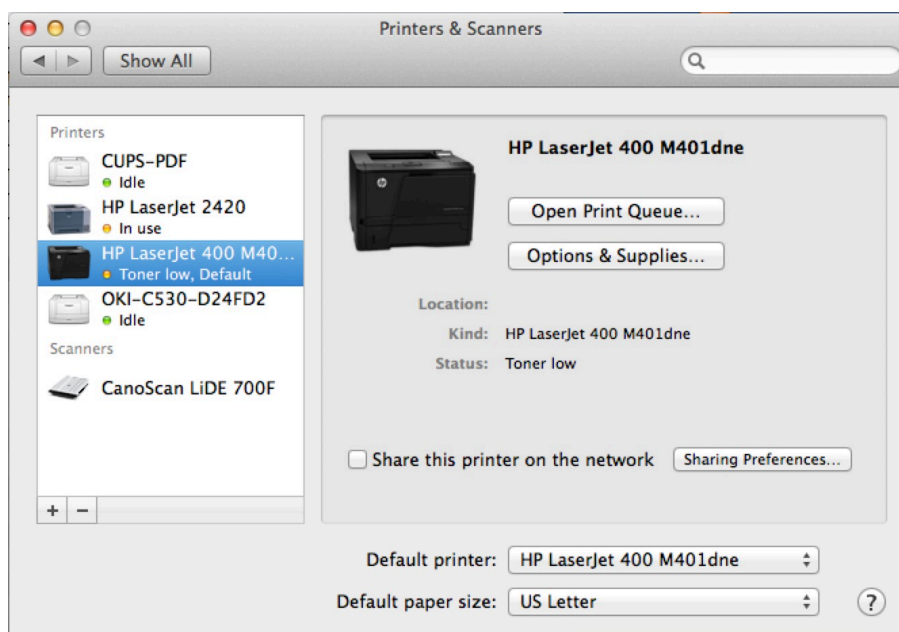 Printers & Scanners
Show All
Printers
CUPS-PDF
Idle
HP LaserJet 2420
In use
HP LaserJet 400 M40...
Toner low, Default
OKI-C530-D24FD2
Idle
Scanners
CanoScan LiDE 700F
+ −
HP LaserJet 400 M401dne
Open Print Queue...
Options & Supplies...
Location:
Kind: HP LaserJet 400 M401dne
Status: Toner low
Share this printer on the network Sharing Preferences...
Default printer: HP LaserJet 400 M401dne
Default paper size: US Letter ?